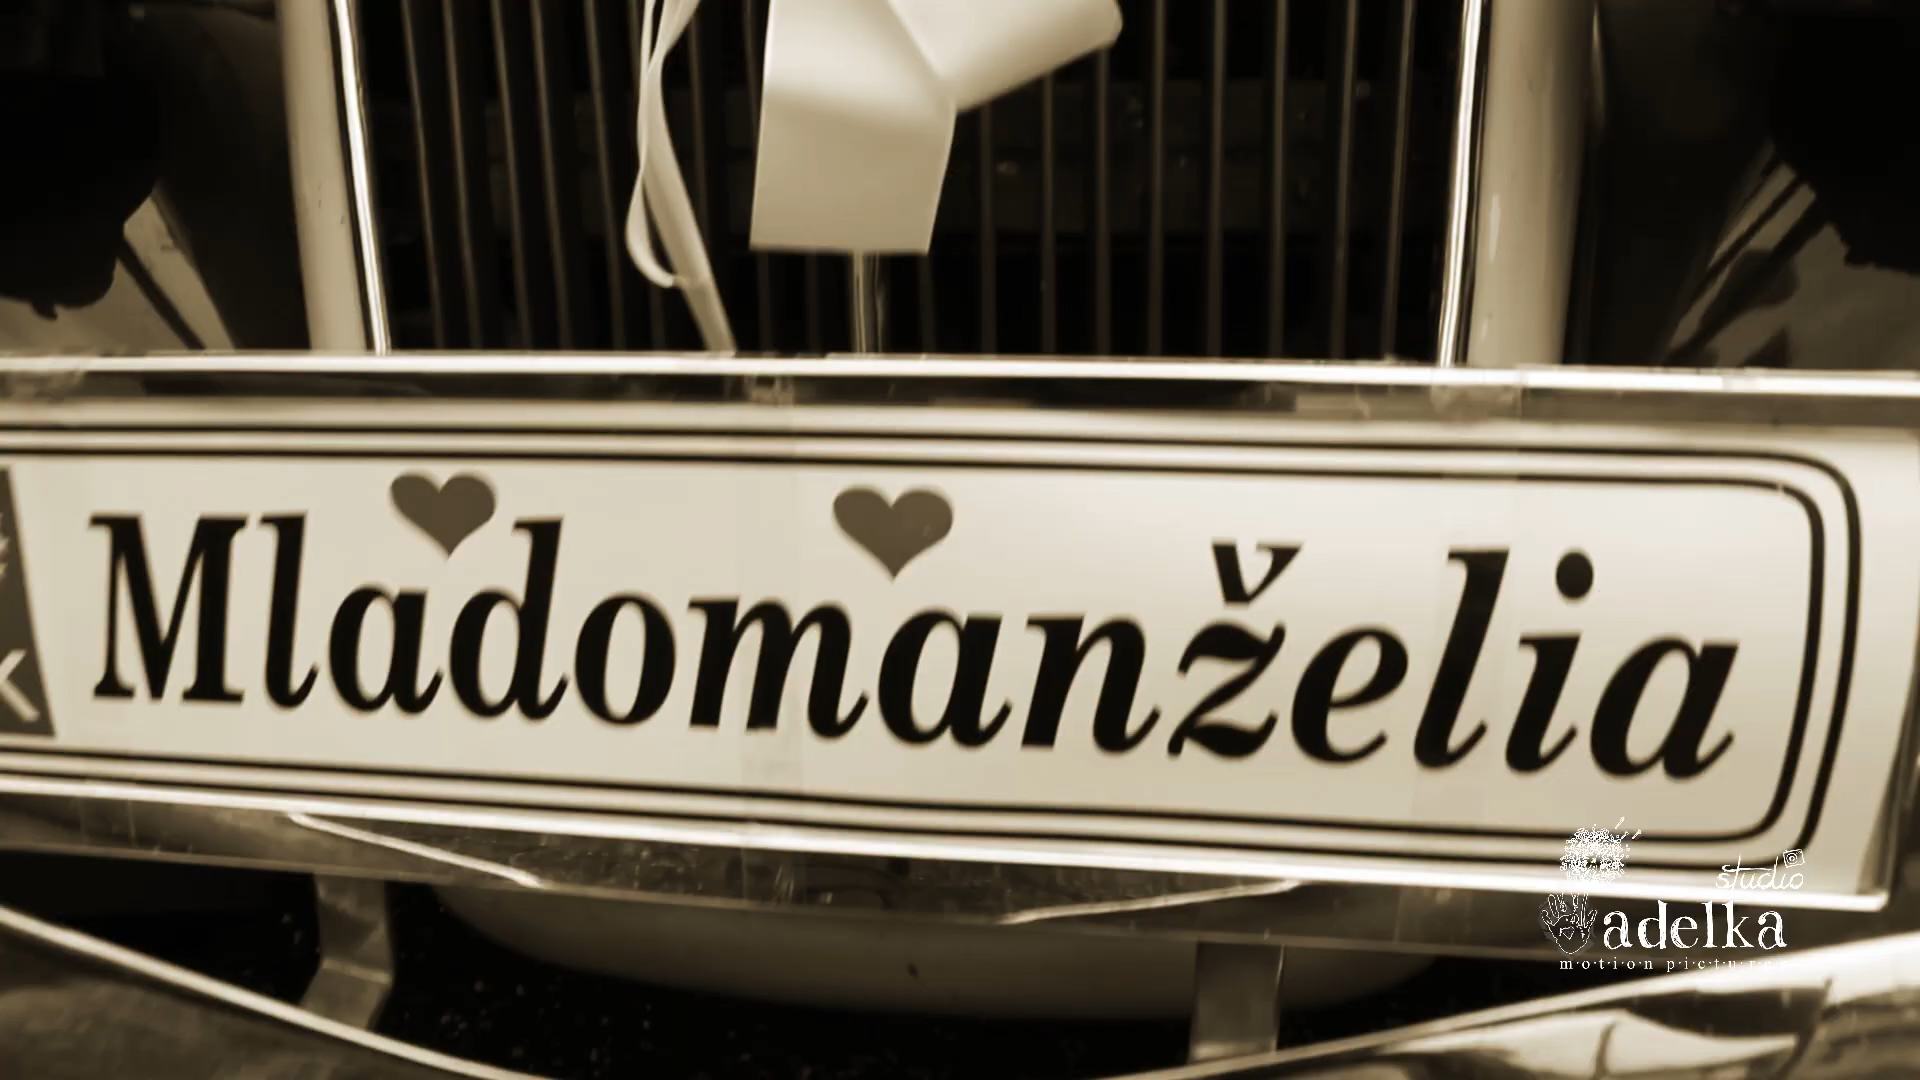 Mladomanželia
K
studio
adelka
motion pictures